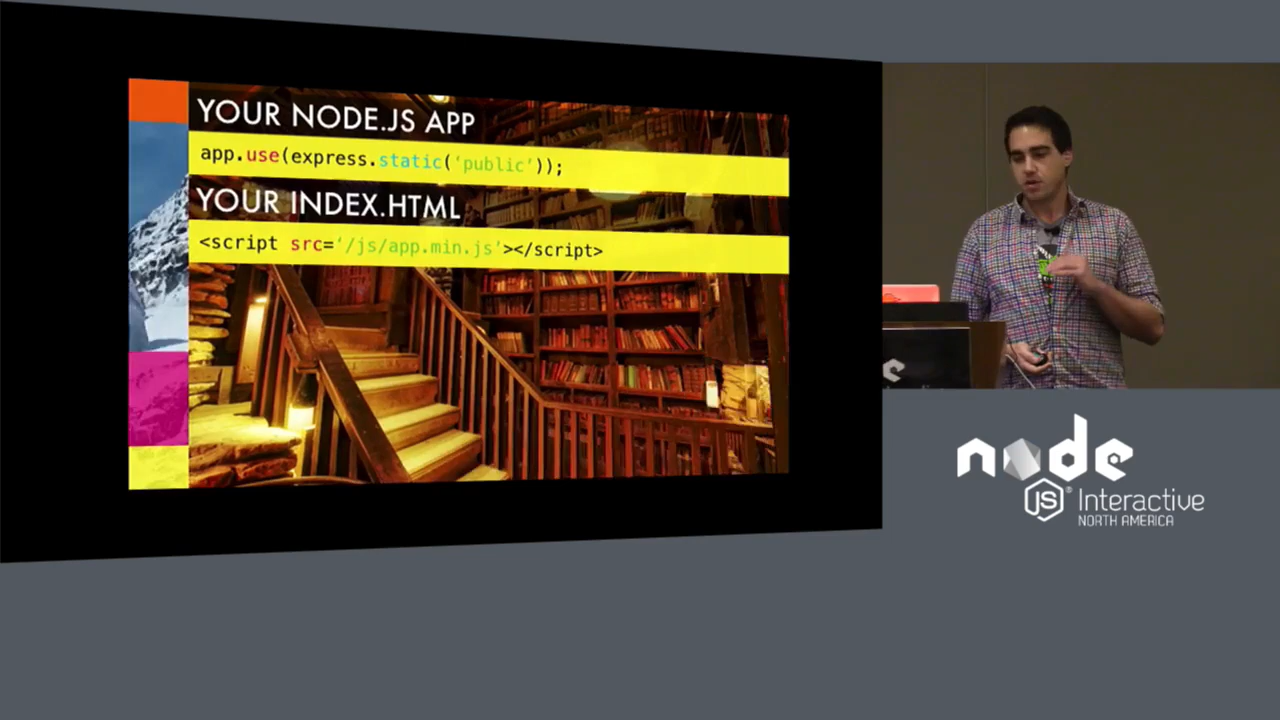 YOUR NODE.JS APP
app.use(express.static(‘public’));
YOUR INDEX.HTML
<script src=‘/js/app.min.js’></script>
node
JS® Interactive
NORTH AMERICA